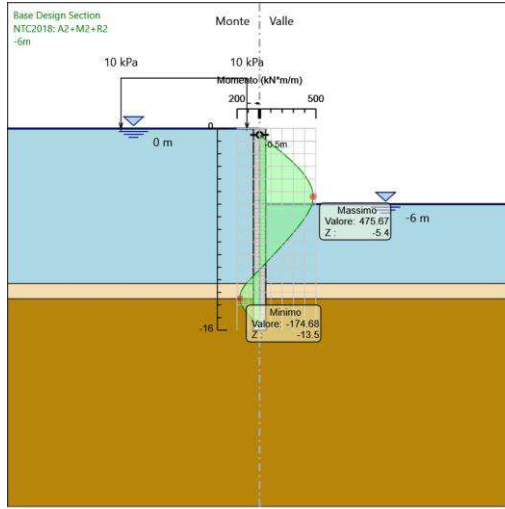 Base Design Section
NTC2018: A2+M2+R2
-6m
Monte Valle
10 kPa 10 kPa
Momento (kN*m/m)
200 500
0
0 m
-0.5m
Massimo
Valore: 475.67
Z : -5.4
-6 m
Minimo
Valore: -174.68
Z : -13.5
-16